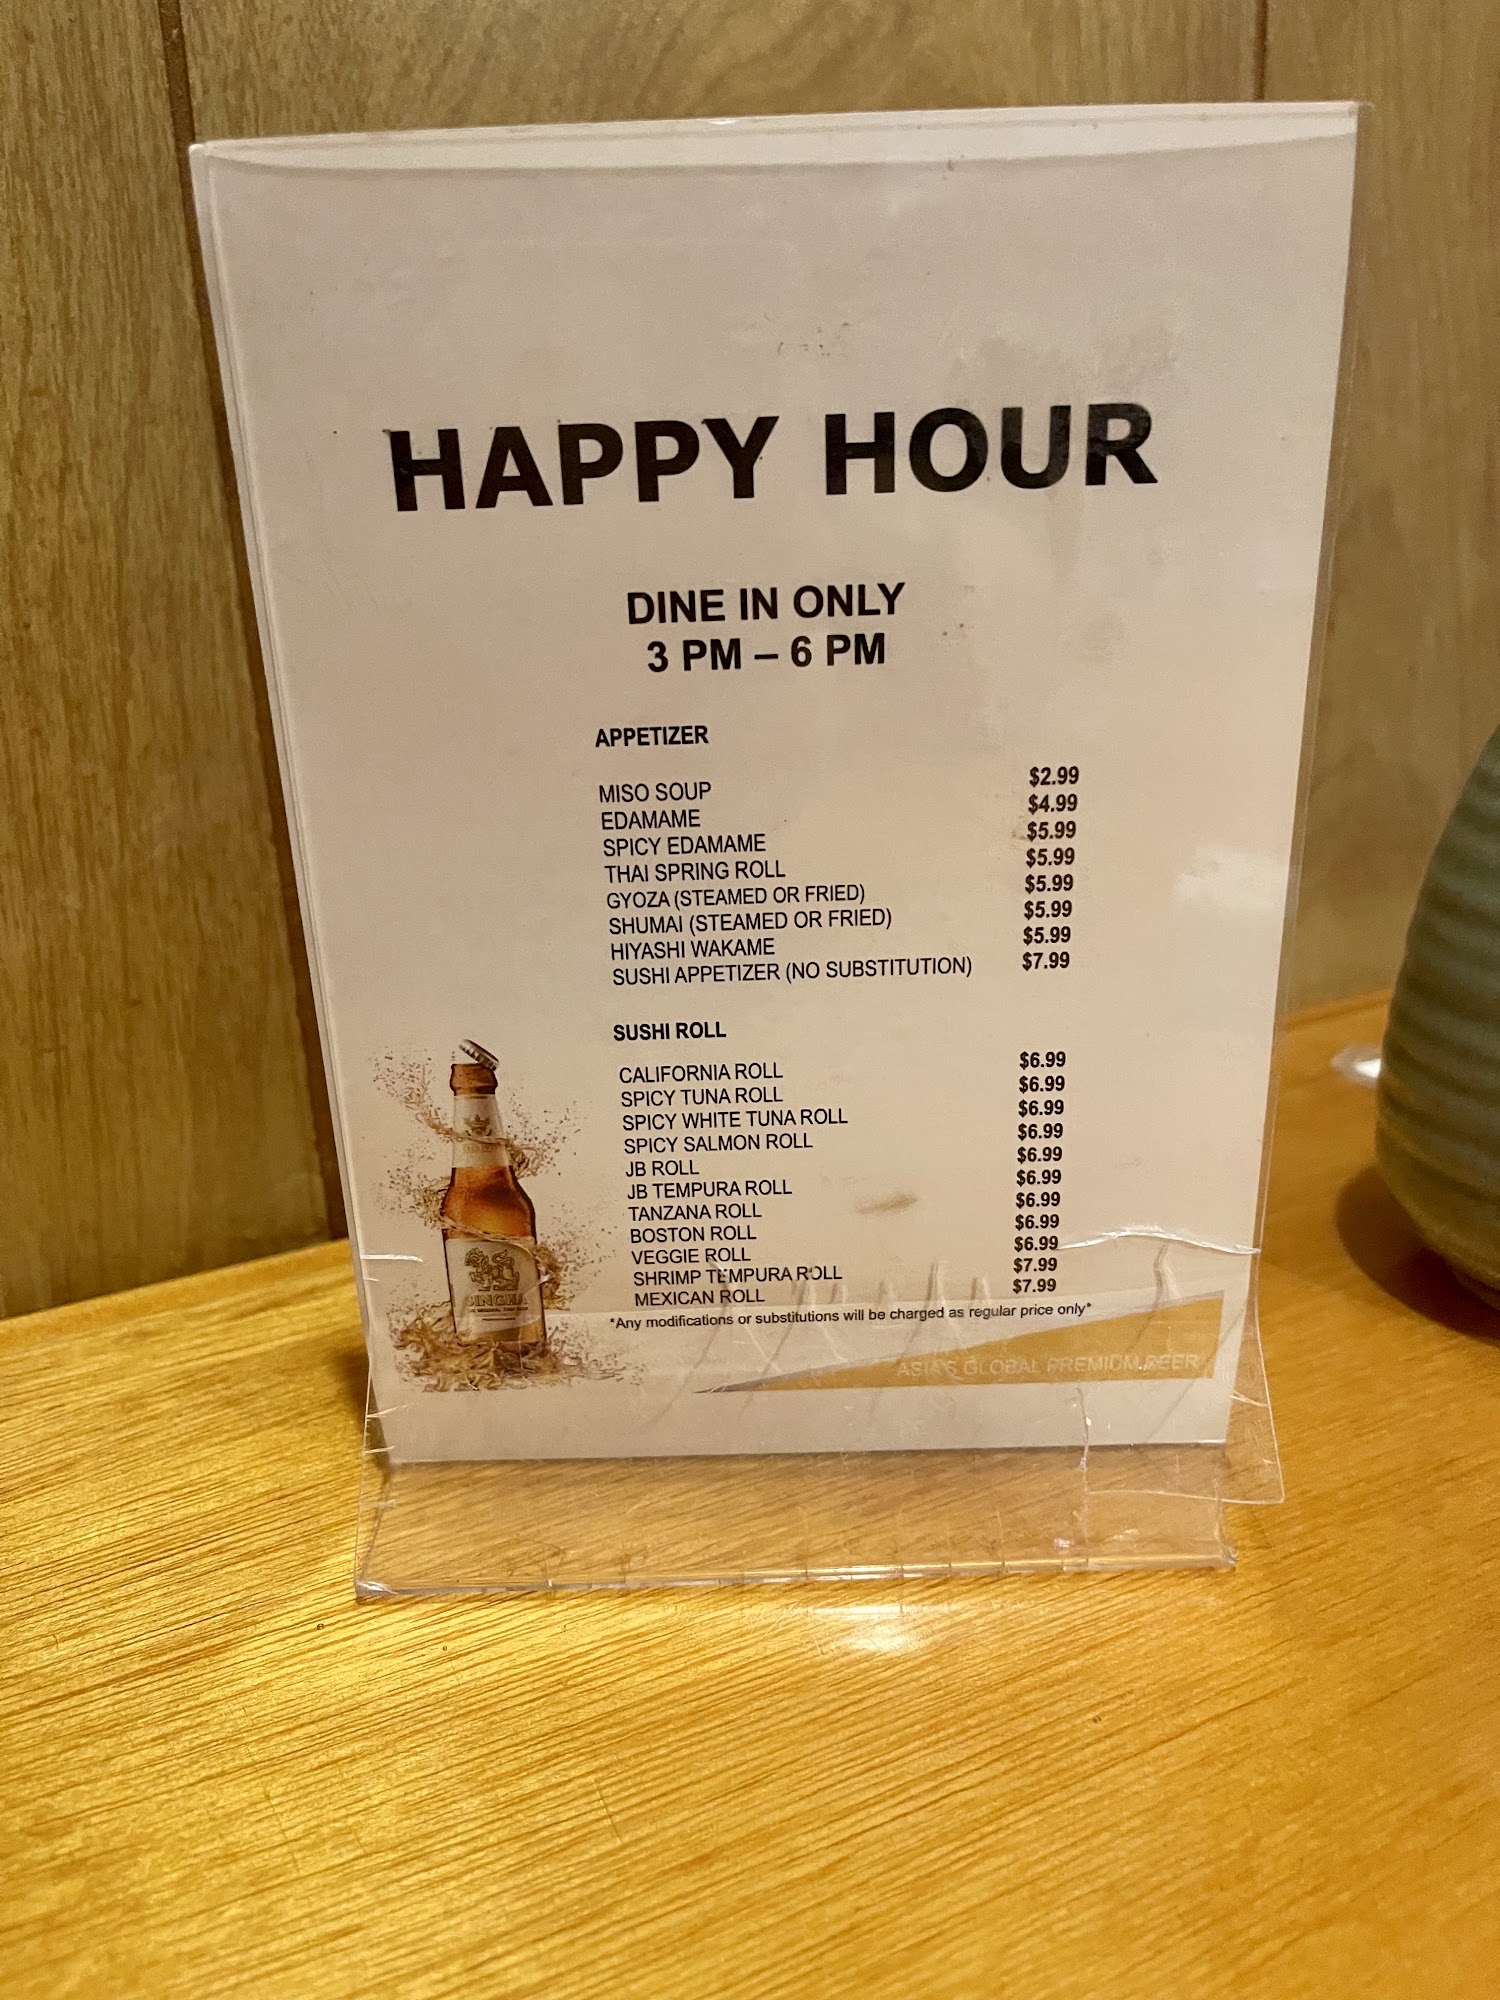 HAPPY HOUR
DINE IN ONLY
3 PM – 6 PM
APPETIZER
MISO SOUP $2.99
EDAMAME $4.99
SPICY EDAMAME $5.99
THAI SPRING ROLL $5.99
GYOZA (STEAMED OR FRIED) $5.99
SHUMAI (STEAMED OR FRIED) $5.99
HIYASHI WAKAME $5.99
SUSHI APPETIZER (NO SUBSTITUTION) $7.99
SUSHI ROLL
CALIFORNIA ROLL $6.99
SPICY TUNA ROLL $6.99
SPICY WHITE TUNA ROLL $6.99
SPICY SALMON ROLL $6.99
JB ROLL $6.99
JB TEMPURA ROLL $6.99
TANZANA ROLL $6.99
BOSTON ROLL $6.99
VEGGIE ROLL $6.99
SHRIMP TEMPURA ROLL $7.99
MEXICAN ROLL $7.99
*Any modifications or substitutions will be charged as regular price only*
SINGHA
ASIA'S GLOBAL PREMIUM BEER